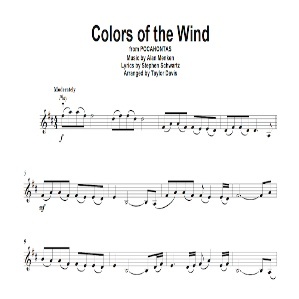 Colors of the Wind
from POCAHONTAS
Music by Alan Menken
Lyrics by Stephen Schwartz
Arranged by Taylor Davis
Moderately
f
mf